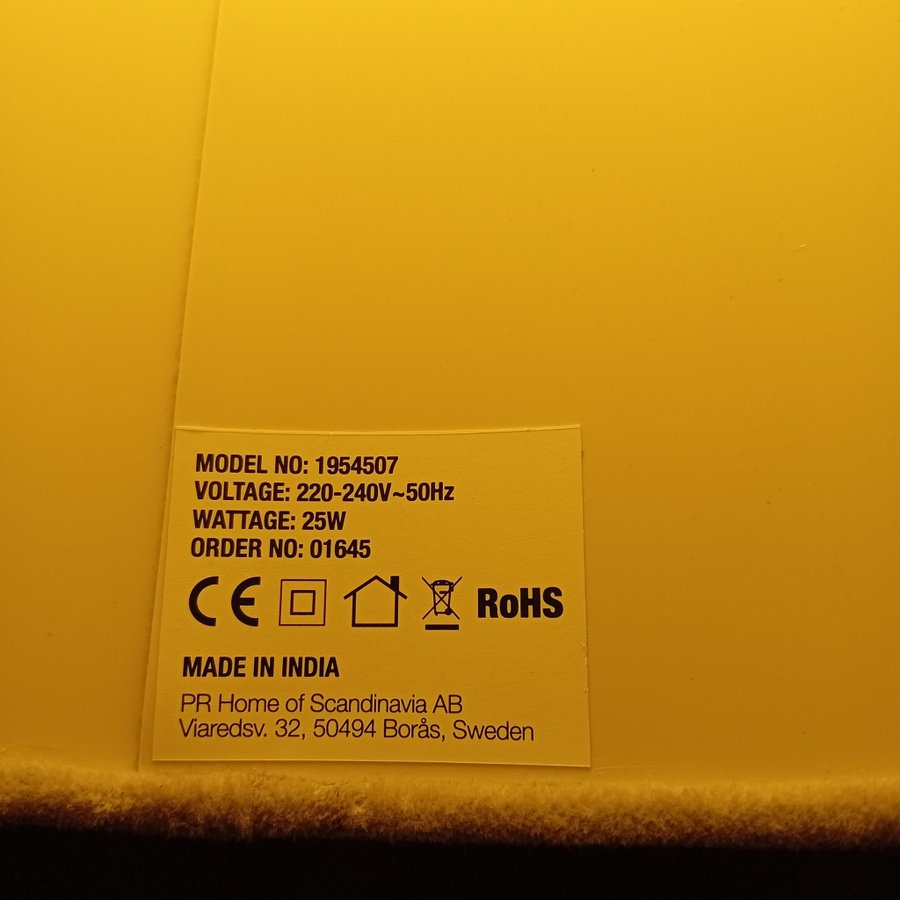 MODEL NO: 1954507
VOLTAGE: 220-240V~50Hz
WATTAGE: 25W
ORDER NO: 01645
CE RoHS
MADE IN INDIA
PR Home of Scandinavia AB
Viaredsv. 32, 50494 Borås, Sweden